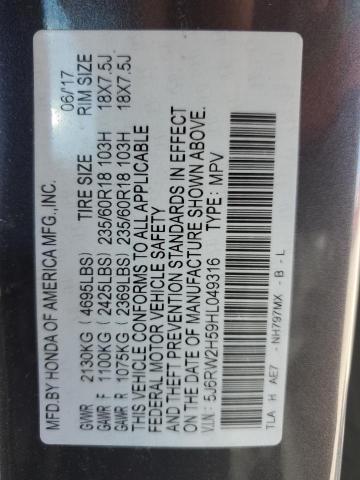 MFD.BY HONDA OF AMERICA MFG.,INC. 06/17
GVWR 2130KG ( 4695LBS) TIRE SIZE RIM SIZE
GAWR F 1100KG ( 2425LBS) 235/60R18 103H 18X7.5J
GAWR R 1075KG ( 2369LBS) 235/60R18 103H 18X7.5J
THIS VEHICLE CONFORMS TO ALL APPLICABLE
FEDERAL MOTOR VEHICLE SAFETY
AND THEFT PREVENTION STANDARDS IN EFFECT
ON THE DATE OF MANUFACTURE SHOWN ABOVE.
V.I.N.: 5J6RW2H59HL049316 TYPE: MPV
TLA H AE7 - NH797MX - B - L